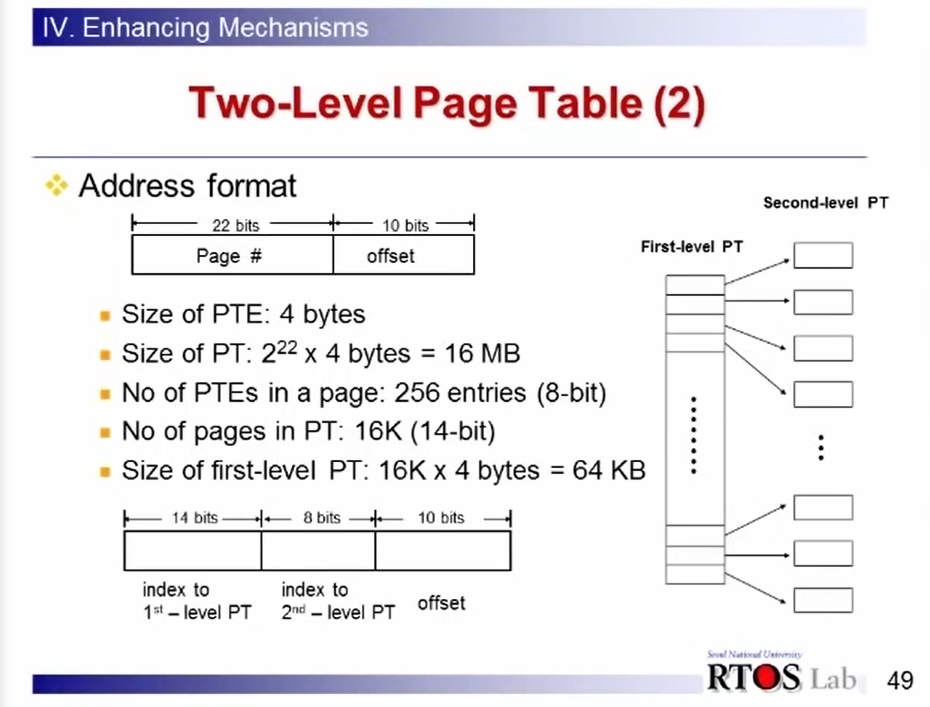 IV. Enhancing Mechanisms
Two-Level Page Table (2)
Address format
22 bits 10 bits
Page # offset
Size of PTE: 4 bytes
Size of PT: 2²² x 4 bytes = 16 MB
No of PTEs in a page: 256 entries (8-bit)
No of pages in PT: 16K (14-bit)
Size of first-level PT: 16K x 4 bytes = 64 KB
14 bits 8 bits 10 bits
index to
1st – level PT
index to
2nd – level PT
offset
Second-level PT
First-level PT
Seoul National University
RTOS Lab
49